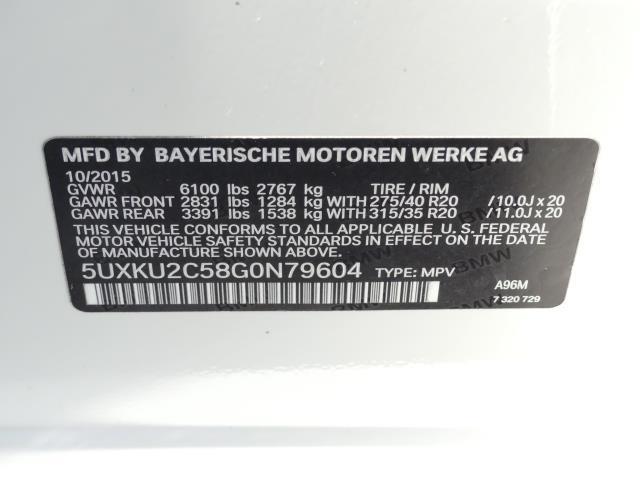 MFD BY BAYERISCHE MOTOREN WERKE AG
10/2015
GVWR 6100 lbs 2767 kg TIRE / RIM
GAWR FRONT 2831 lbs 1284 kg WITH 275/40 R20 /10.0J x 20
GAWR REAR 3391 lbs 1538 kg WITH 315/35 R20 /11.0J x 20
THIS VEHICLE CONFORMS TO ALL APPLICABLE U. S. FEDERAL
MOTOR VEHICLE SAFETY STANDARDS IN EFFECT ON THE DATE
OF MANUFACTURE SHOWN ABOVE.
5UXKU2C58G0N79604 TYPE: MPV
A96M
7 320 729